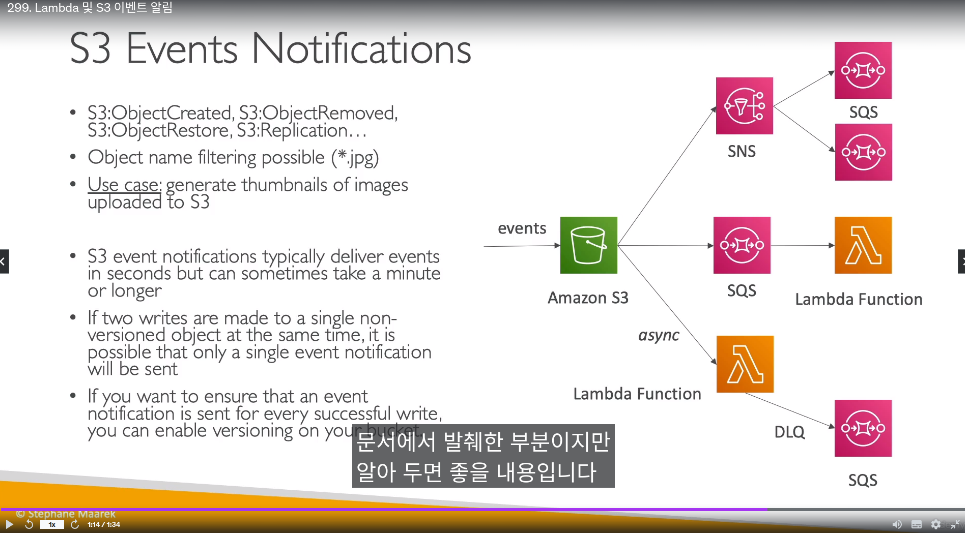 299. Lambda 및 S3 이벤트 알림
S3 Events Notifications
• S3:ObjectCreated, S3:ObjectRemoved,
S3:ObjectRestore, S3:Replication…
• Object name filtering possible (*.jpg)
• Use case: generate thumbnails of images
uploaded to S3
• S3 event notifications typically deliver events
in seconds but can sometimes take a minute
or longer
• If two writes are made to a single non-
versioned object at the same time, it is
possible that only a single event notification
will be sent
• If you want to ensure that an event
notification is sent for every successful write,
you can enable versioning on your bucket.
events
Amazon S3
SNS
SQS
SQS
Lambda Function
async
Lambda Function
DLQ
SQS
문서에서 발췌한 부분이지만
알아 두면 좋을 내용입니다
© Stephane Maarek
1x
1:14 / 1:34